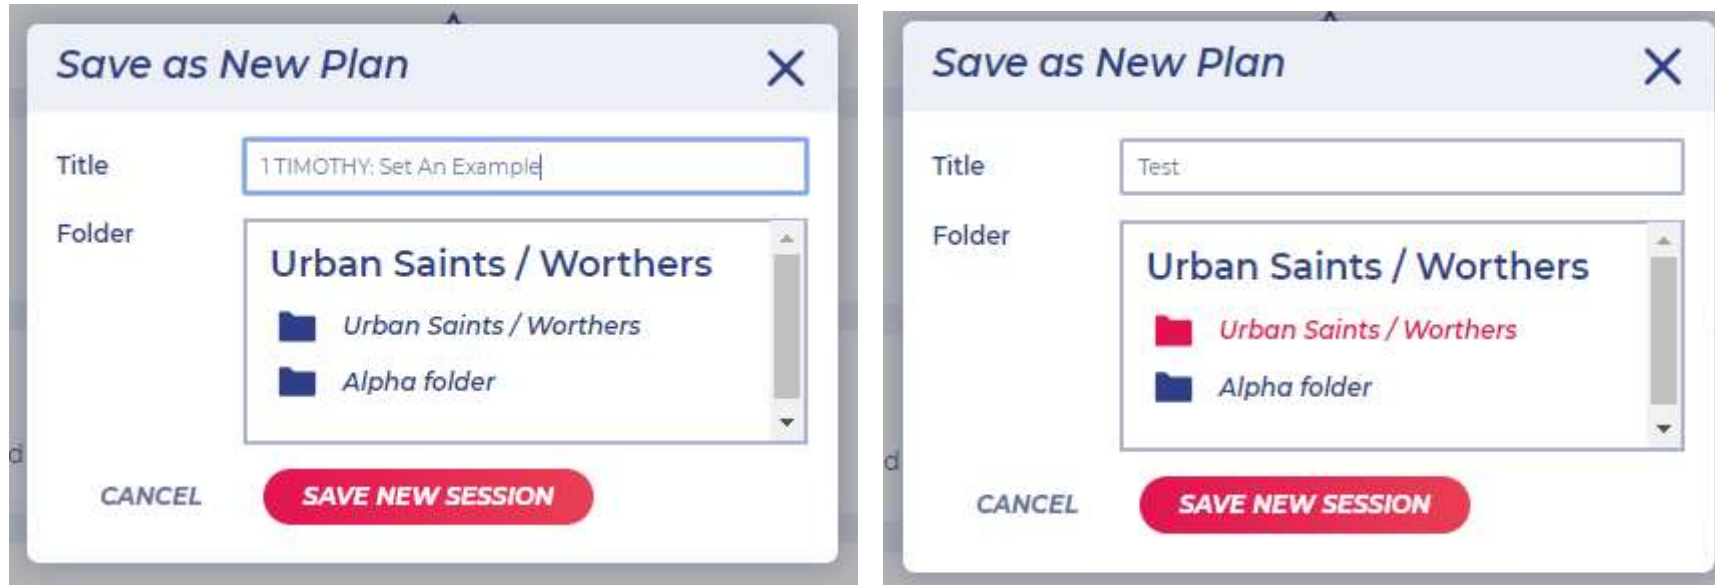 Save as New Plan
Title
1 TIMOTHY: Set An Example
Folder
Urban Saints / Worthers
Urban Saints / Worthers
Alpha folder
d
CANCEL
SAVE NEW SESSION
Save as New Plan
Title
Test
Folder
Urban Saints / Worthers
Urban Saints / Worthers
Alpha folder
d
CANCEL
SAVE NEW SESSION